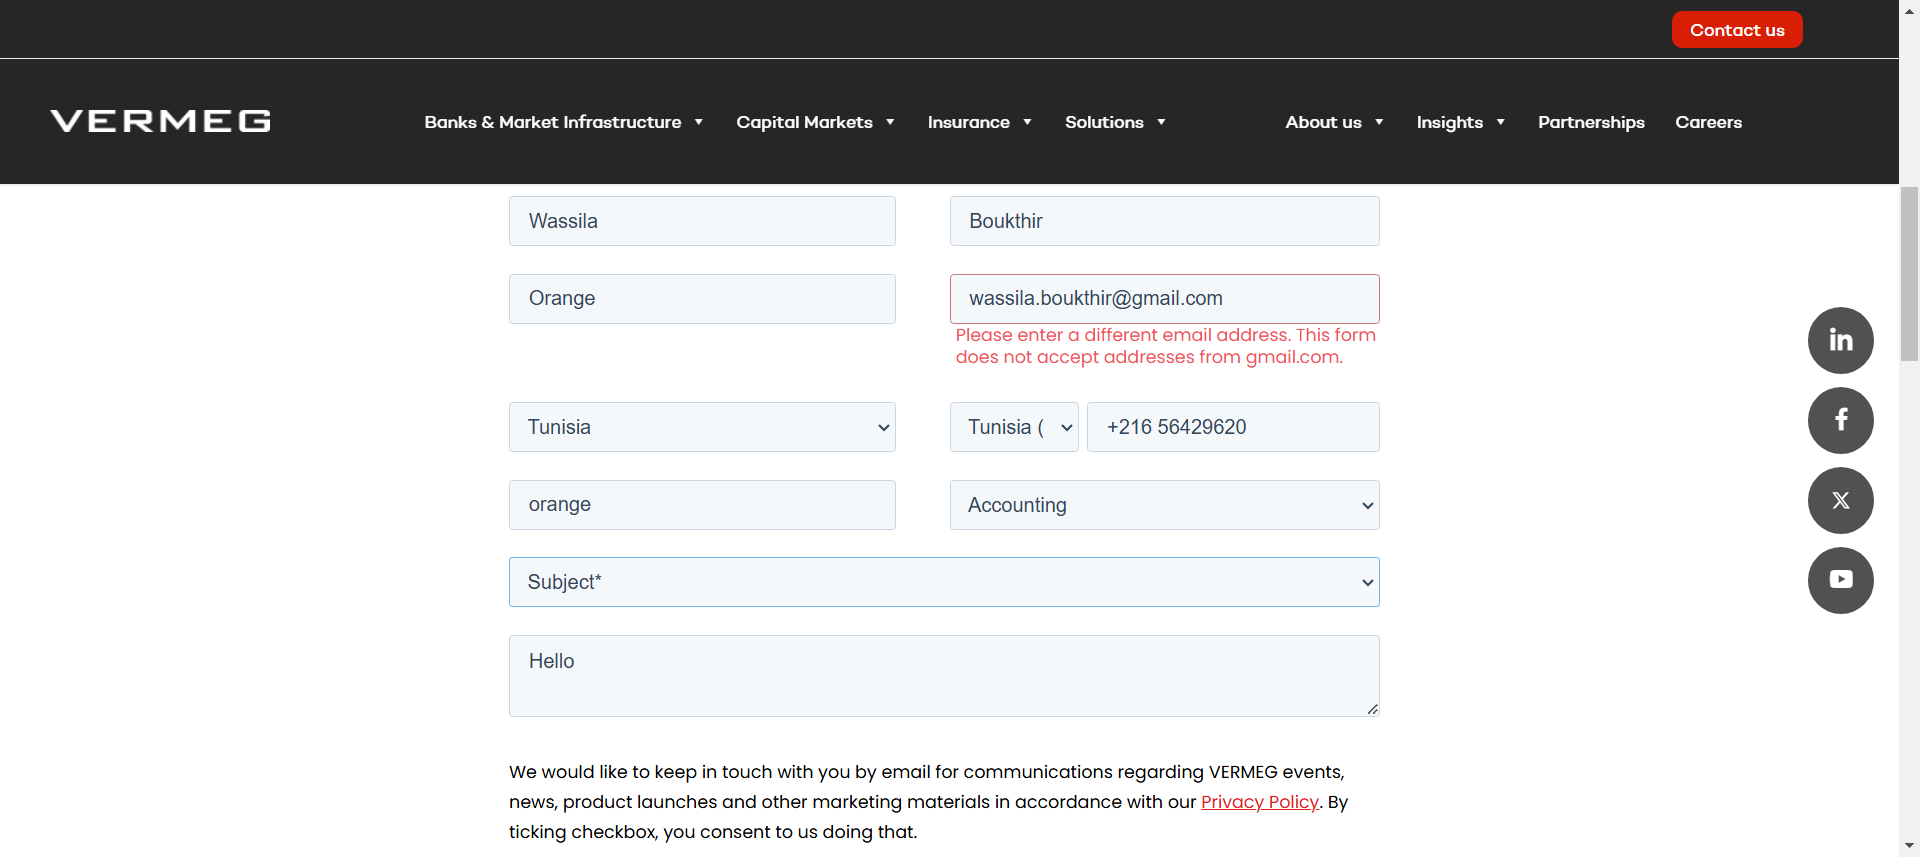 Contact us
VERMEG
Banks & Market Infrastructure
Capital Markets
Insurance
Solutions
About us
Insights
Partnerships
Careers
Wassila
Boukthir
Orange
wassila.boukthir@gmail.com
Please enter a different email address. This form
does not accept addresses from gmail.com.
Tunisia
Tunisia (
+216 56429620
orange
Accounting
Subject*
Hello
We would like to keep in touch with you by email for communications regarding VERMEG events,
news, product launches and other marketing materials in accordance with our Privacy Policy. By
ticking checkbox, you consent to us doing that.